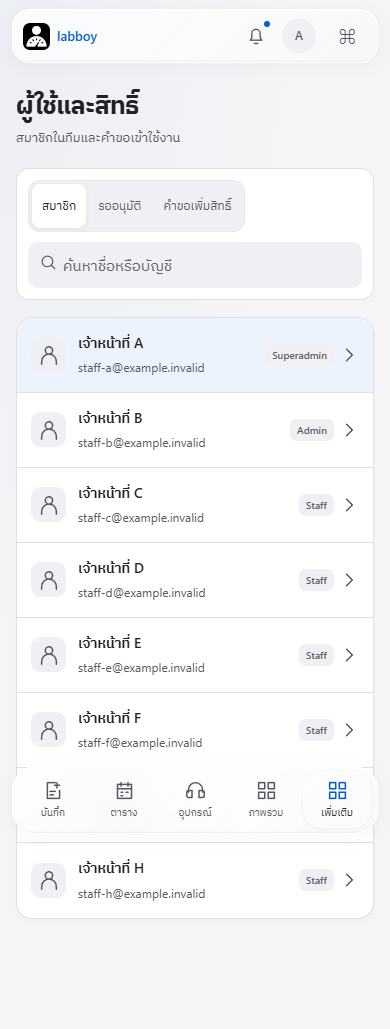 labboy
A
ผู้ใช้และสิทธิ์
สมาชิกในทีมและคำขอเข้าใช้งาน
สมาชิก
รออนุมัติ
คำขอเพิ่มสิทธิ์
ค้นหาชื่อหรือบัญชี
เจ้าหน้าที่ A
staff-a@example.invalid
Superadmin
เจ้าหน้าที่ B
staff-b@example.invalid
Admin
เจ้าหน้าที่ C
staff-c@example.invalid
Staff
เจ้าหน้าที่ D
staff-d@example.invalid
Staff
เจ้าหน้าที่ E
staff-e@example.invalid
Staff
เจ้าหน้าที่ F
staff-f@example.invalid
Staff
บันทึก
ตาราง
อุปกรณ์
ภาพรวม
เพิ่มเติม
เจ้าหน้าที่ H
staff-h@example.invalid
Staff